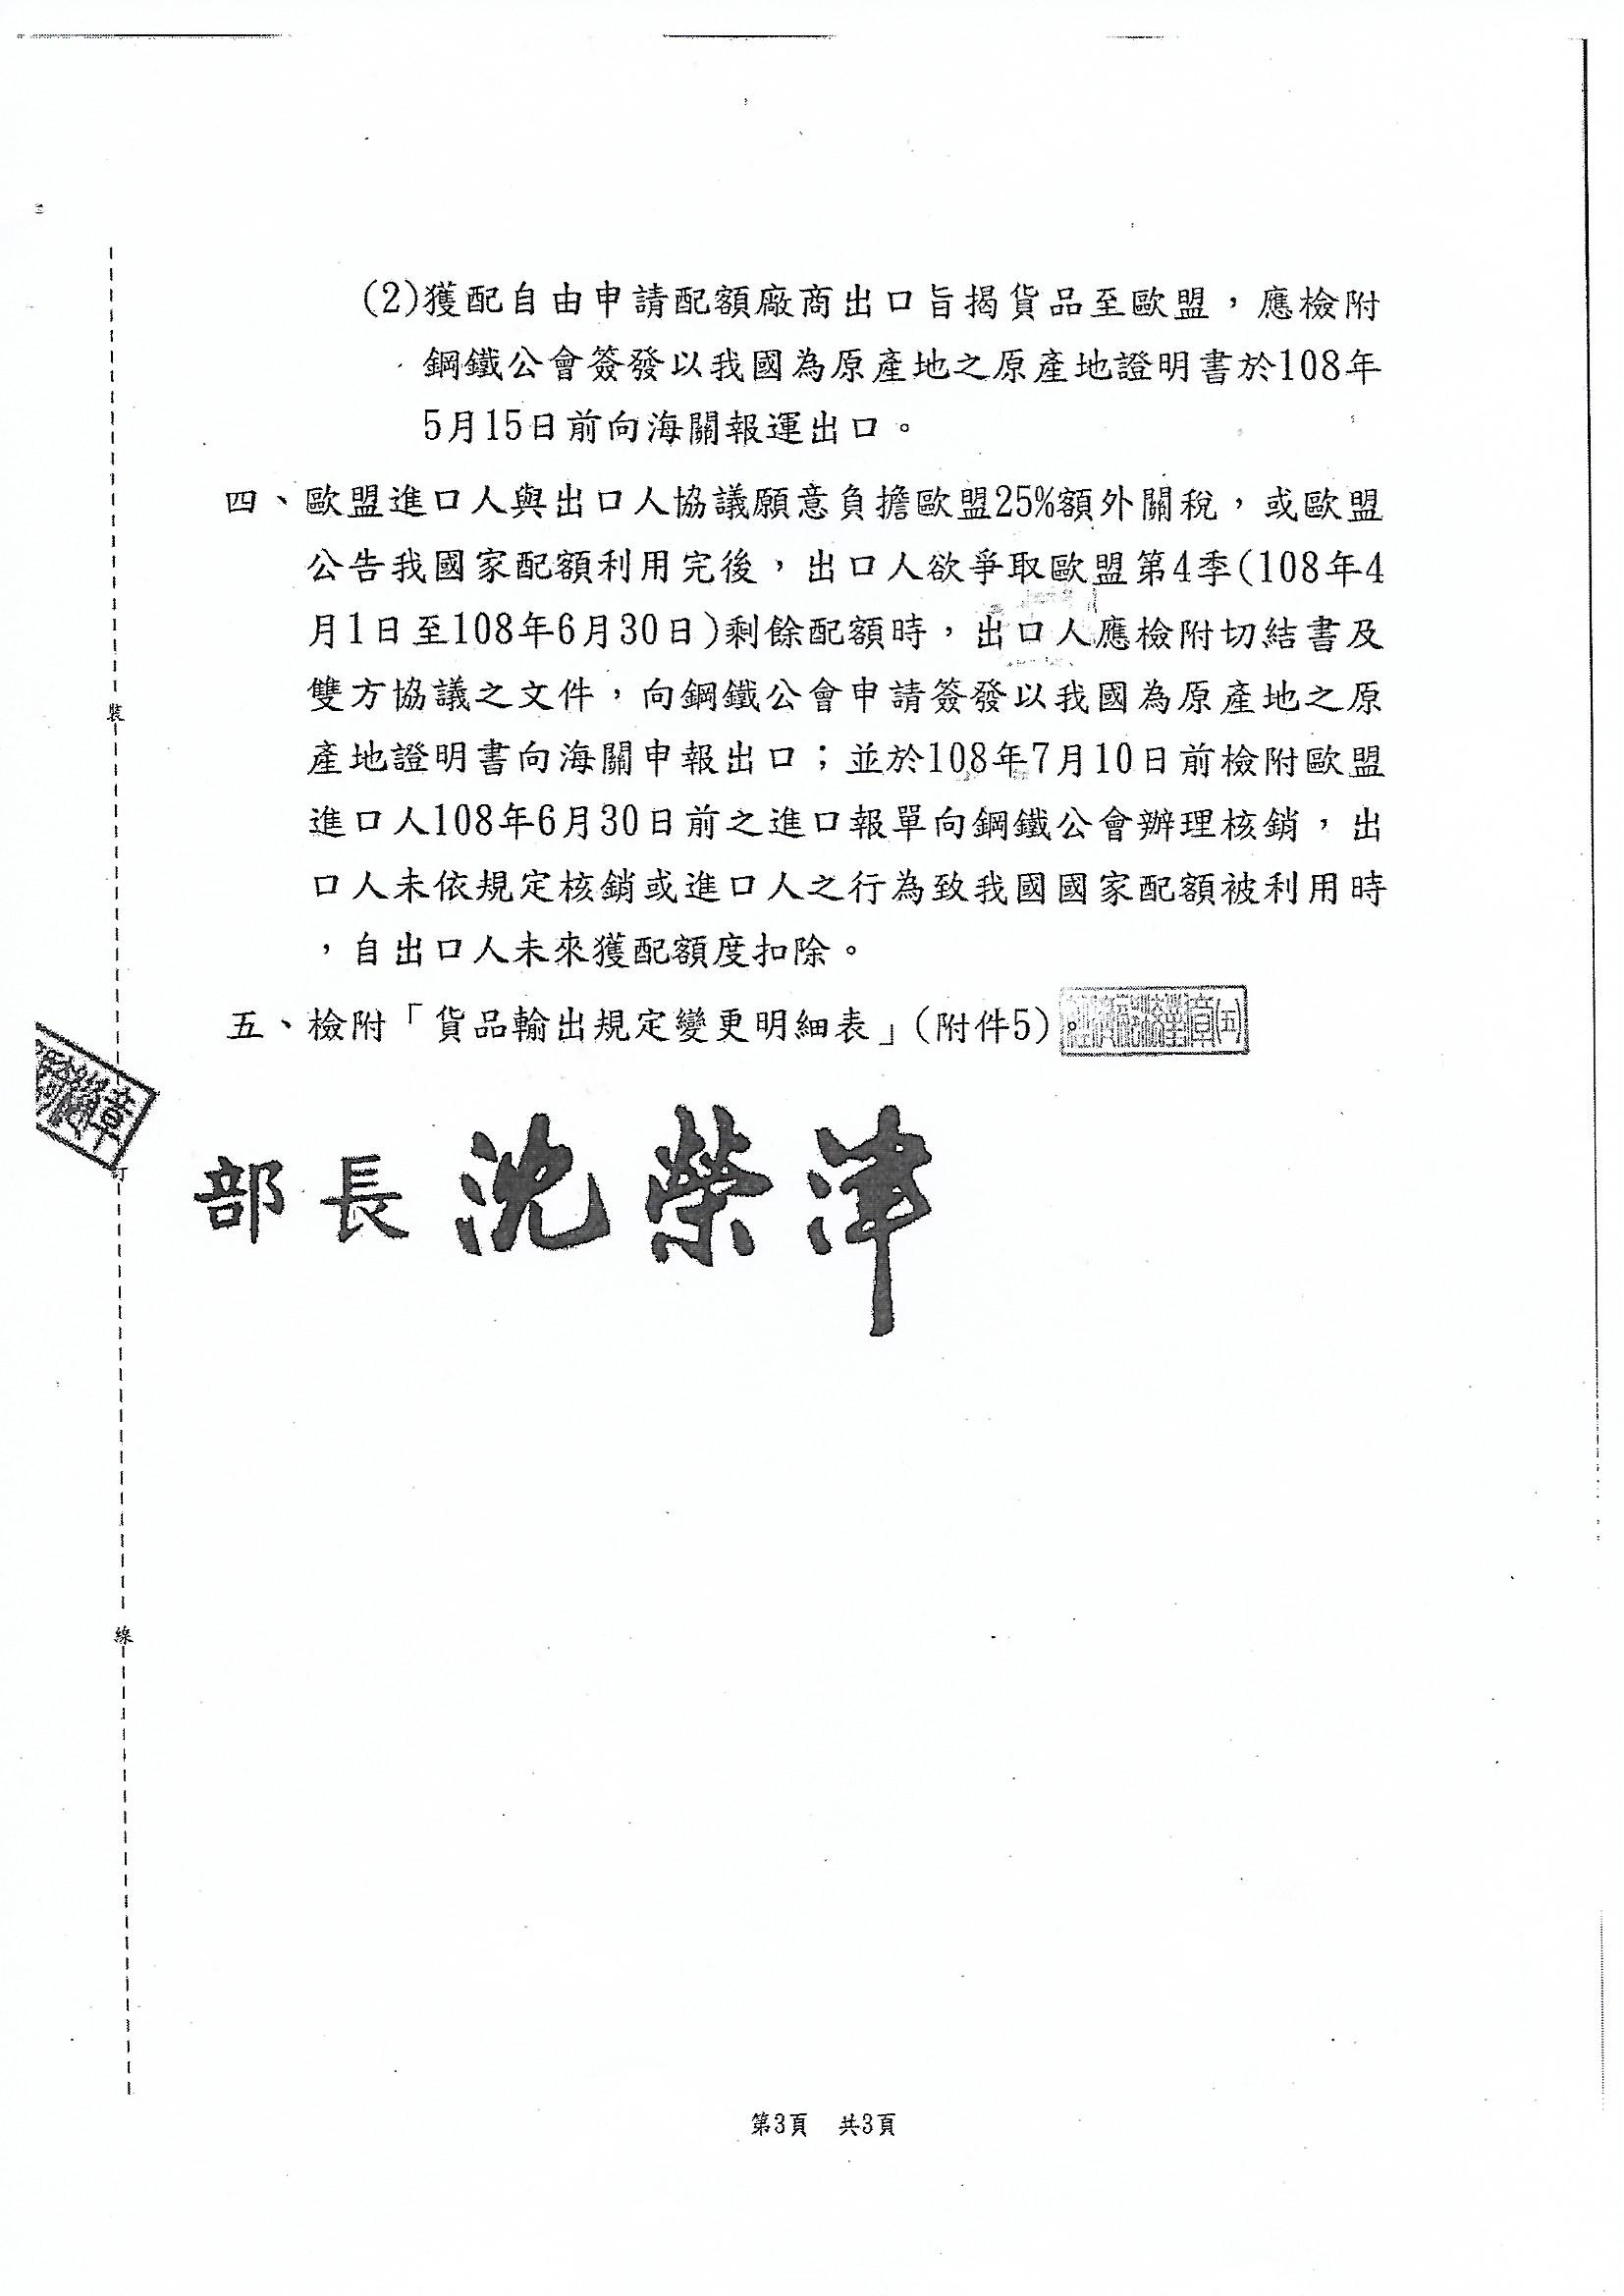 (2)獲配自由申請配額廠商出口旨揭貨品至歐盟，應檢附
鋼鐵公會簽發以我國為原產地之原產地證明書於108年
5月15日前向海關報運出口。
四、歐盟進口人與出口人協議願意負擔歐盟25%額外關稅，或歐盟
公告我國家配額利用完後，出口人欲爭取歐盟第4季(108年4
月1日至108年6月30日)剩餘配額時，出口人應檢附切結書及
雙方協議之文件，向鋼鐵公會申請簽發以我國為原產地之原
產地證明書向海關申報出口；並於108年7月10日前檢附歐盟
進口人108年6月30日前之進口報單向鋼鐵公會辦理核銷，出
口人未依規定核銷或進口人之行為致我國國家配額被利用時
，自出口人未來獲配額度扣除。
五、檢附「貨品輸出規定變更明細表」(附件5)。
章(五)
裝
章
訂
部長 沈榮津
線
第3頁 共3頁